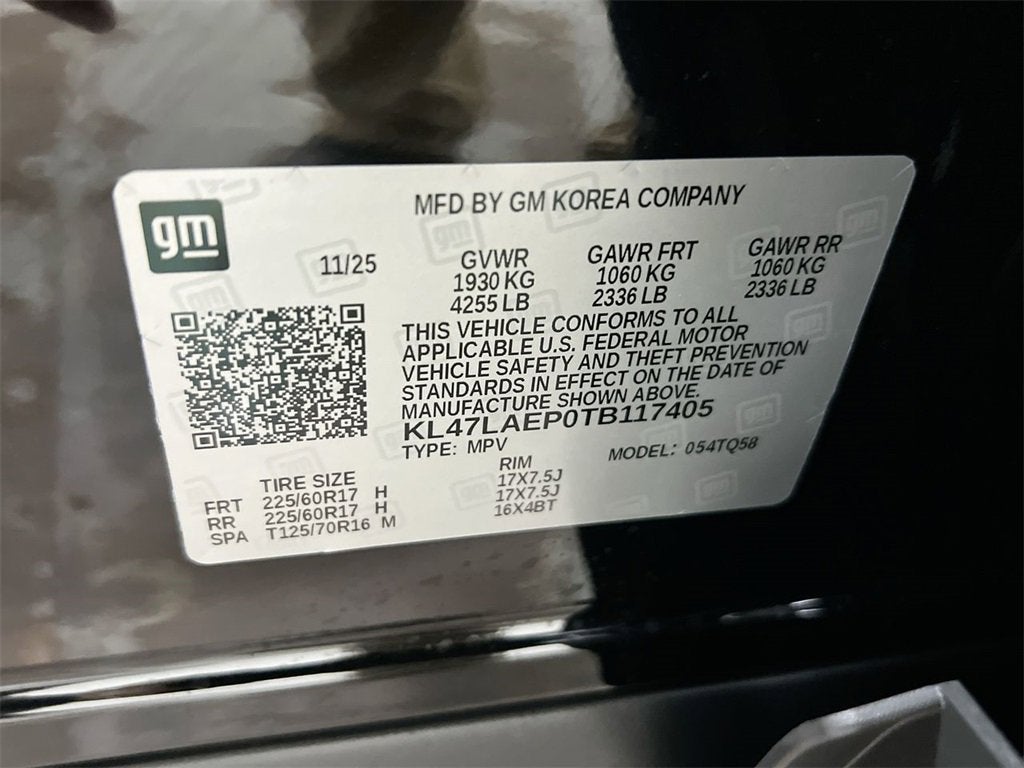 gm
MFD BY GM KOREA COMPANY
11/25
GVWR GAWR FRT GAWR RR
1930 KG 1060 KG 1060 KG
4255 LB 2336 LB 2336 LB
THIS VEHICLE CONFORMS TO ALL
APPLICABLE U.S. FEDERAL MOTOR
VEHICLE SAFETY AND THEFT PREVENTION
STANDARDS IN EFFECT ON THE DATE OF
MANUFACTURE SHOWN ABOVE.
KL47LAEP0TB117405
TYPE: MPV MODEL: 054TQ58
TIRE SIZE RIM
FRT 225/60R17 H 17X7.5J
RR 225/60R17 H 17X7.5J
SPA T125/70R16 M 16X4BT